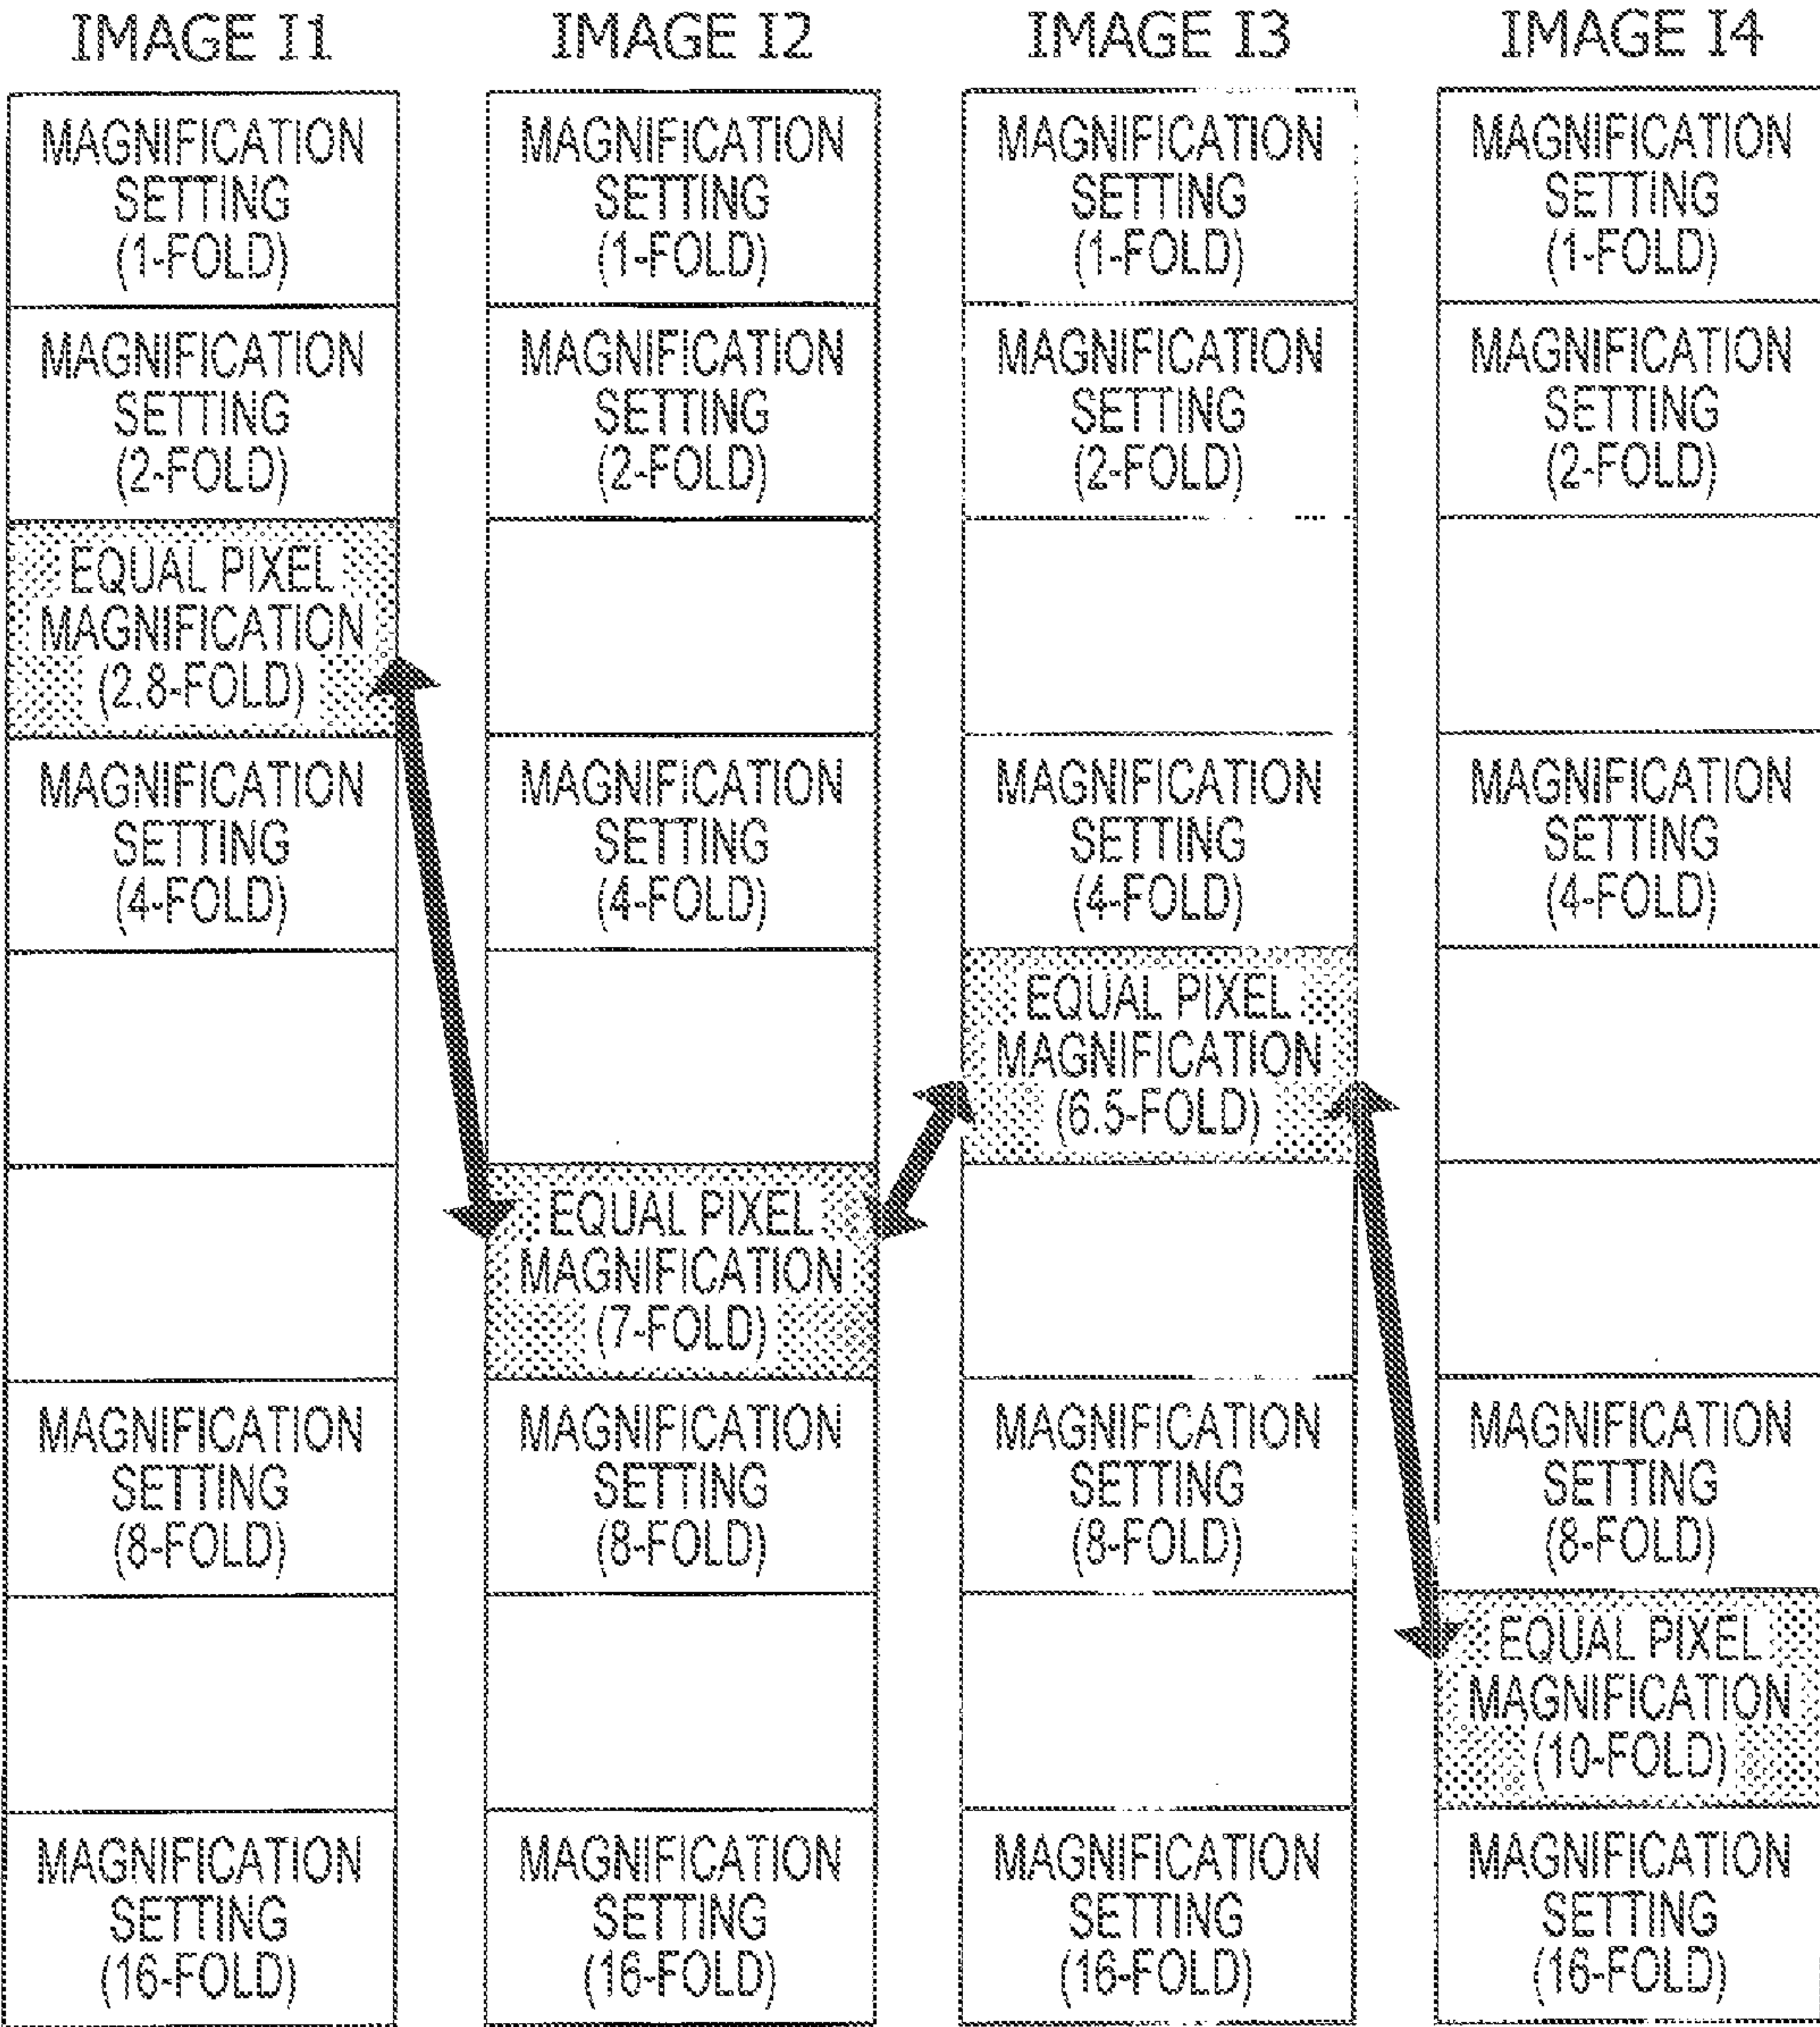 IMAGE I1
MAGNIFICATION
SETTING
(1-FOLD)
MAGNIFICATION
SETTING
(2-FOLD)
EQUAL PIXEL
MAGNIFICATION
(2.8-FOLD)
MAGNIFICATION
SETTING
(4-FOLD)
MAGNIFICATION
SETTING
(8-FOLD)
MAGNIFICATION
SETTING
(16-FOLD)
IMAGE I2
MAGNIFICATION
SETTING
(1-FOLD)
MAGNIFICATION
SETTING
(2-FOLD)
MAGNIFICATION
SETTING
(4-FOLD)
EQUAL PIXEL
MAGNIFICATION
(7-FOLD)
MAGNIFICATION
SETTING
(8-FOLD)
MAGNIFICATION
SETTING
(16-FOLD)
IMAGE I3
MAGNIFICATION
SETTING
(1-FOLD)
MAGNIFICATION
SETTING
(2-FOLD)
MAGNIFICATION
SETTING
(4-FOLD)
EQUAL PIXEL
MAGNIFICATION
(6.5-FOLD)
MAGNIFICATION
SETTING
(8-FOLD)
MAGNIFICATION
SETTING
(16-FOLD)
IMAGE I4
MAGNIFICATION
SETTING
(1-FOLD)
MAGNIFICATION
SETTING
(2-FOLD)
MAGNIFICATION
SETTING
(4-FOLD)
MAGNIFICATION
SETTING
(8-FOLD)
EQUAL PIXEL
MAGNIFICATION
(10-FOLD)
MAGNIFICATION
SETTING
(16-FOLD)